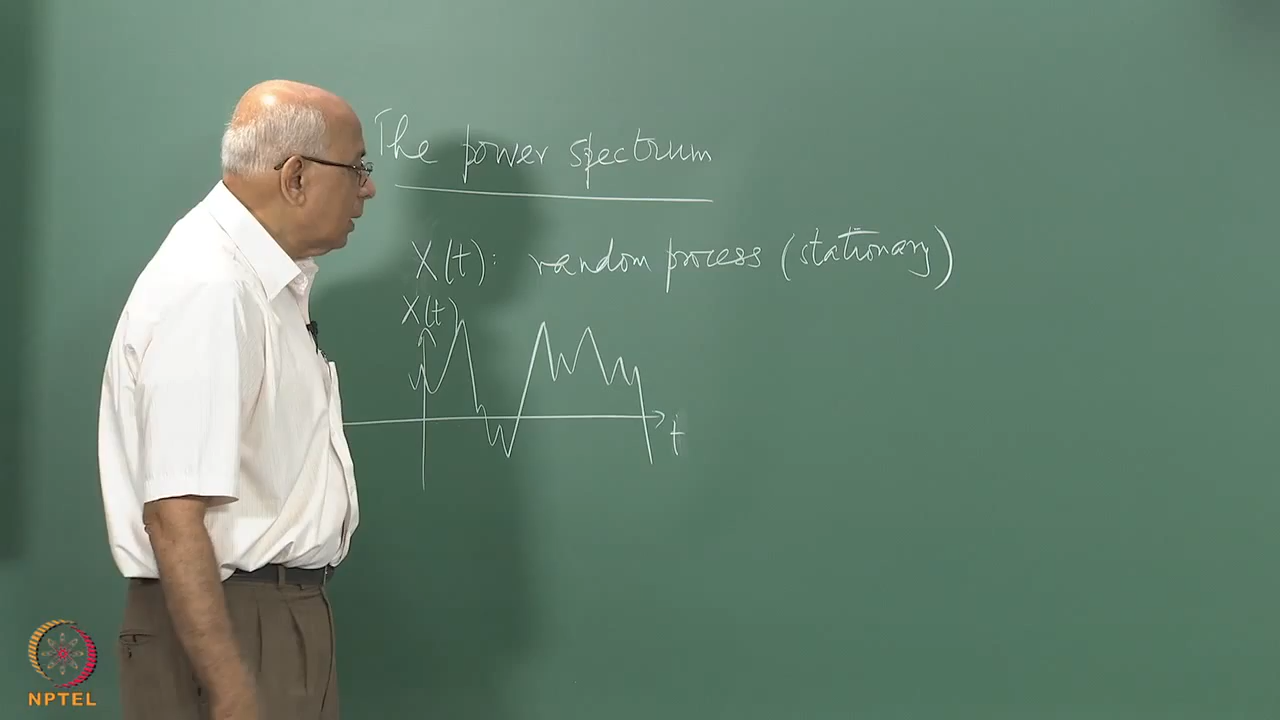 The power spectrum
X(t): random process (stationary)
X(t)
t
NPTEL